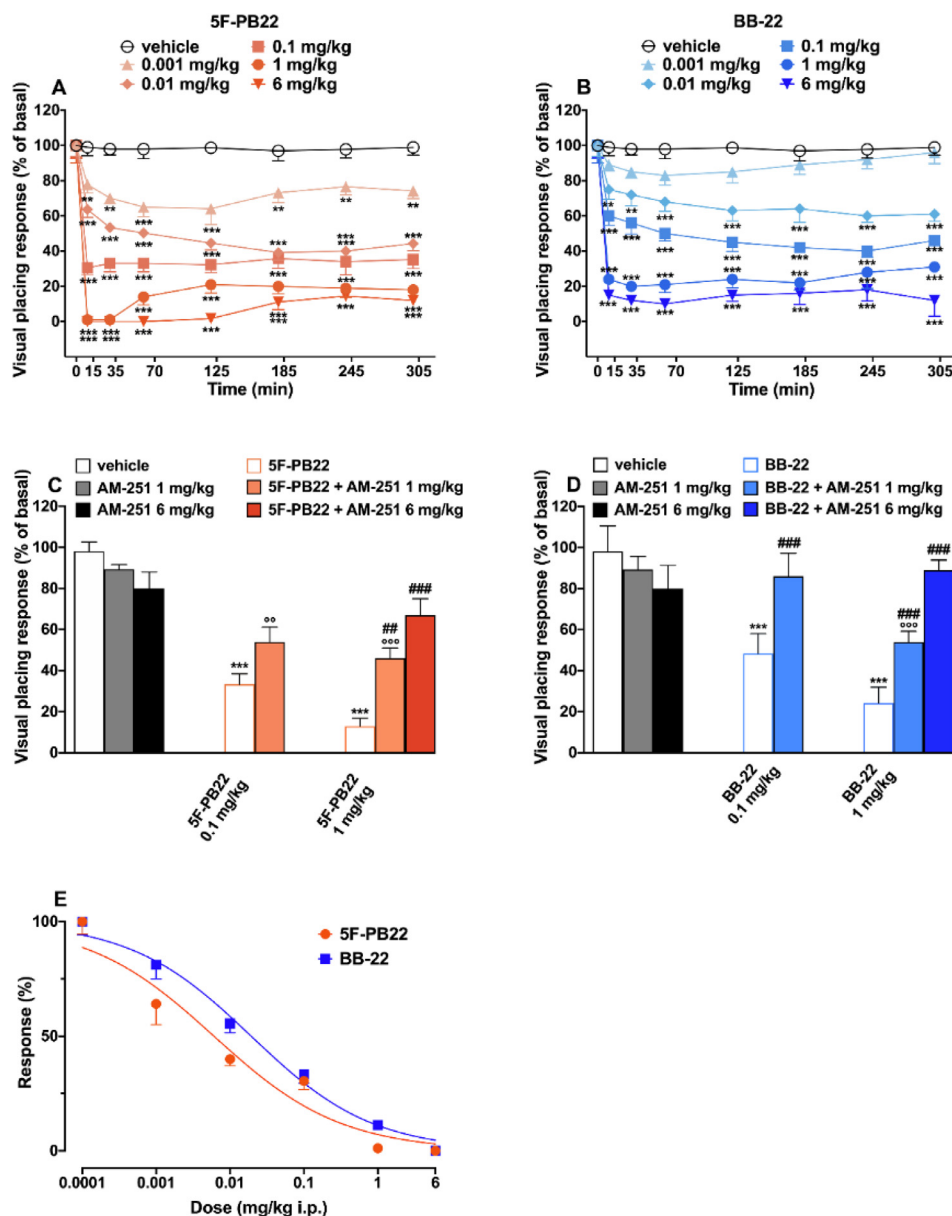 5F-PB22
vehicle
0.1 mg/kg
0.001 mg/kg
1 mg/kg
0.01 mg/kg
6 mg/kg
A
Visual placing response (% of basal)
120
100
80
60
40
20
0
** ** *** *** ** ** **
*** *** *** *** *** *** ***
*** *** *** *** *** *** ***
0 15 35 70 125 185 245 305
Time (min)
BB-22
vehicle
0.1 mg/kg
0.001 mg/kg
1 mg/kg
0.01 mg/kg
6 mg/kg
B
Visual placing response (% of basal)
120
100
80
60
40
20
0
** ** *** *** *** *** ***
*** *** *** *** *** *** ***
*** *** *** *** *** *** ***
0 15 35 70 125 185 245 305
Time (min)
C
vehicle
5F-PB22
AM-251 1 mg/kg
5F-PB22 + AM-251 1 mg/kg
AM-251 6 mg/kg
5F-PB22 + AM-251 6 mg/kg
Visual placing response (% of basal)
120
100
80
60
40
20
0
***
°°
***
##
°°°
###
5F-PB22
0.1 mg/kg
5F-PB22
1 mg/kg
D
vehicle
BB-22
AM-251 1 mg/kg
BB-22 + AM-251 1 mg/kg
AM-251 6 mg/kg
BB-22 + AM-251 6 mg/kg
Visual placing response (% of basal)
120
100
80
60
40
20
0
***
###
***
###
°°°
###
BB-22
0.1 mg/kg
BB-22
1 mg/kg
E
5F-PB22
BB-22
Response (%)
100
50
0
0.0001 0.001 0.01 0.1 1 6
Dose (mg/kg i.p.)